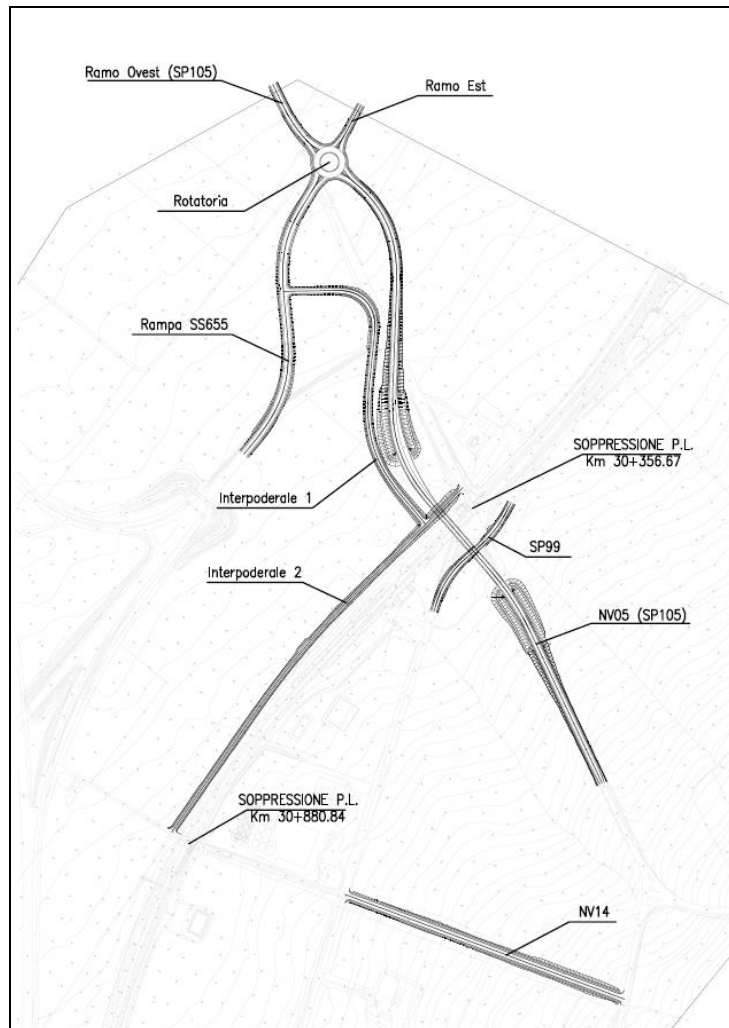 Ramo Ovest (SP105)
Ramo Est
Rotatoria
Rampa SS655
SOPPRESSIONE P.L.
Km 30+356.67
Interpoderale 1
SP99
Interpoderale 2
NV05 (SP105)
SOPPRESSIONE P.L.
Km 30+880.84
NV14